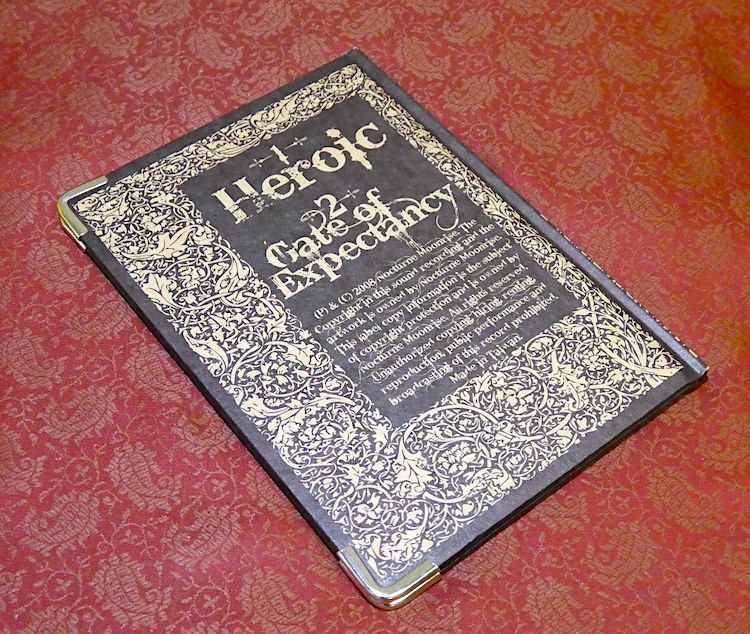 1
Heroic
2
Gate of
Expectancy
(P) & (C) 2008 Nocturne Moonrise. The
Copyright in this sound recording and the
artwork is owned by Nocturne Moonrise.
This label copy information is the subject
of copyright protection and is owned by
Nocturne Moonrise. All rights reserved.
Unauthorized copying, hiring, renting,
reproduction, public performance and
broadcasting of this record prohibited.
Made in Taiwan